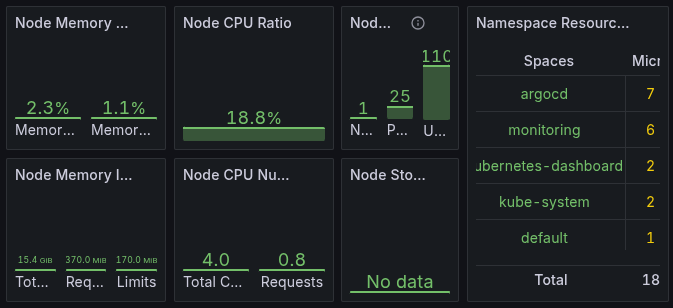 Node Memory ...
2.3%
1.1%
Memor...
Memor...
Node CPU Ratio
18.8%
Nod...
1
25
110
N...
P...
U...
Namespace Resourc...
Spaces
Micr
argocd
7
monitoring
6
ubernetes-dashboard
2
kube-system
2
default
1
Total
18
Node Memory I...
15.4 GiB
370.0 MiB
170.0 MiB
Tot...
Req...
Limits
Node CPU Nu...
4.0
0.8
Total C...
Requests
Node Sto...
No data